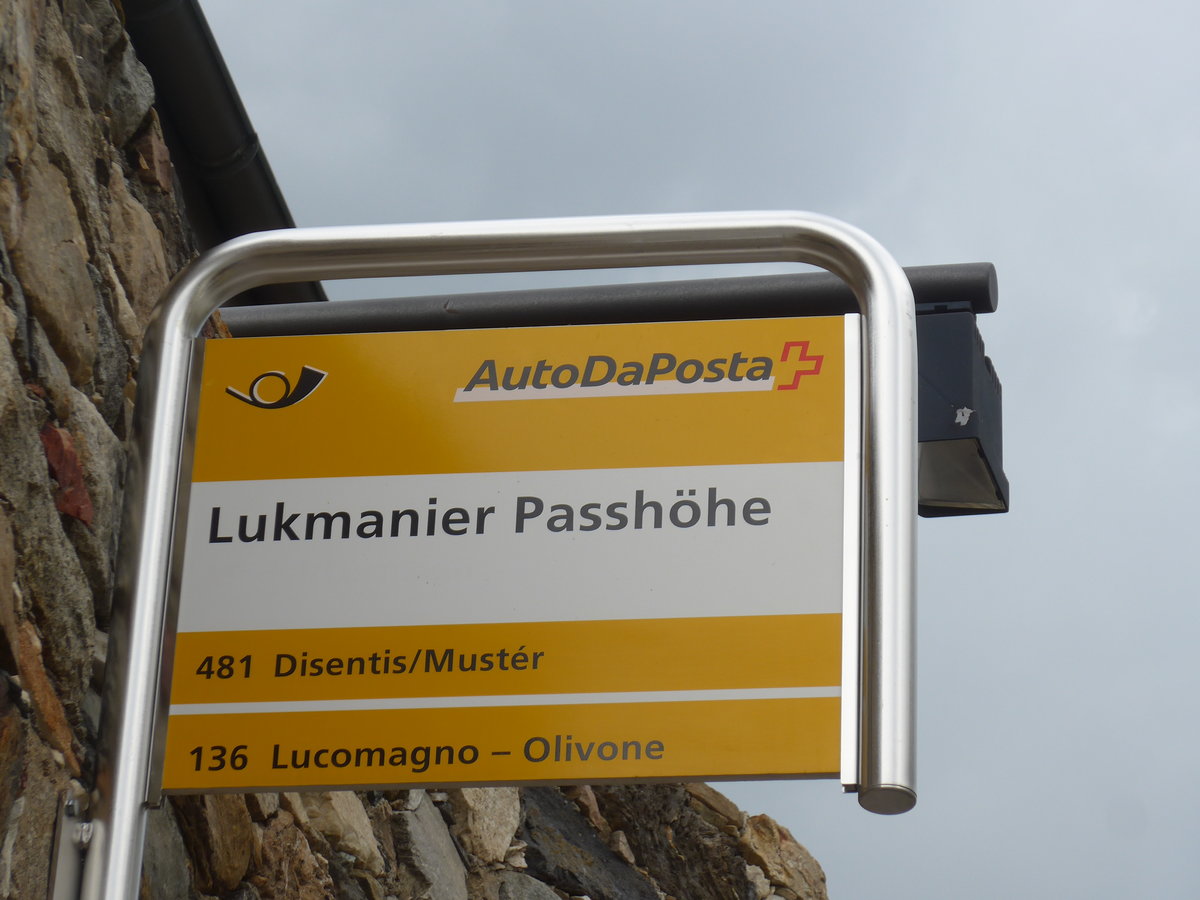 AutoDaPosta
Lukmanier Passhöhe
481 Disentis/Mustér
136 Lucomagno – Olivone